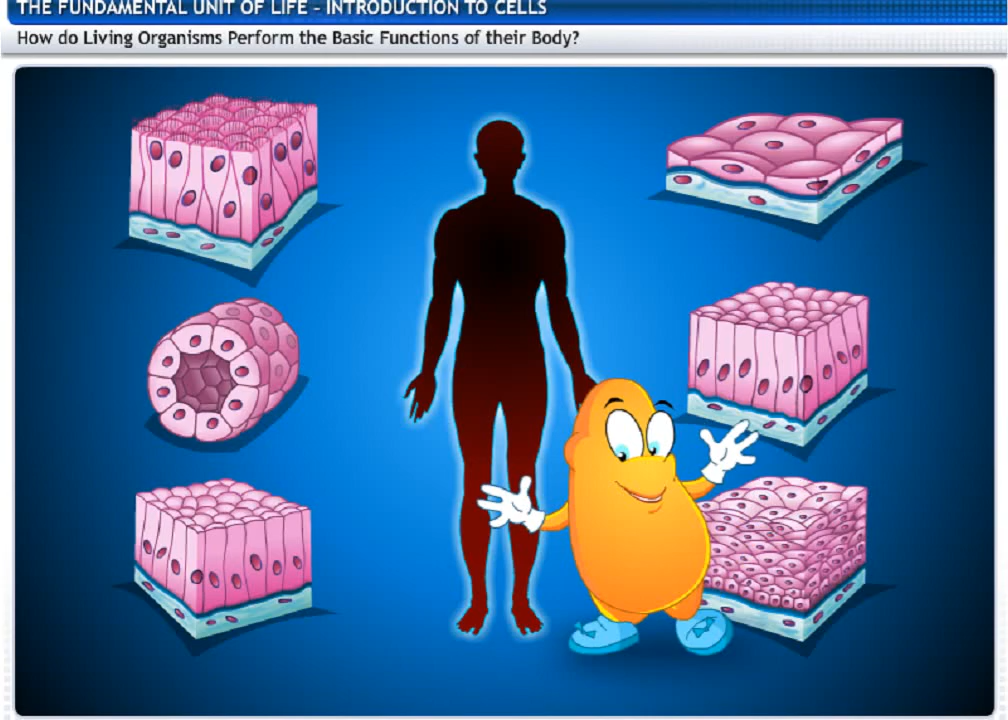 THE FUNDAMENTAL UNIT OF LIFE - INTRODUCTION TO CELLS
How do Living Organisms Perform the Basic Functions of their Body?